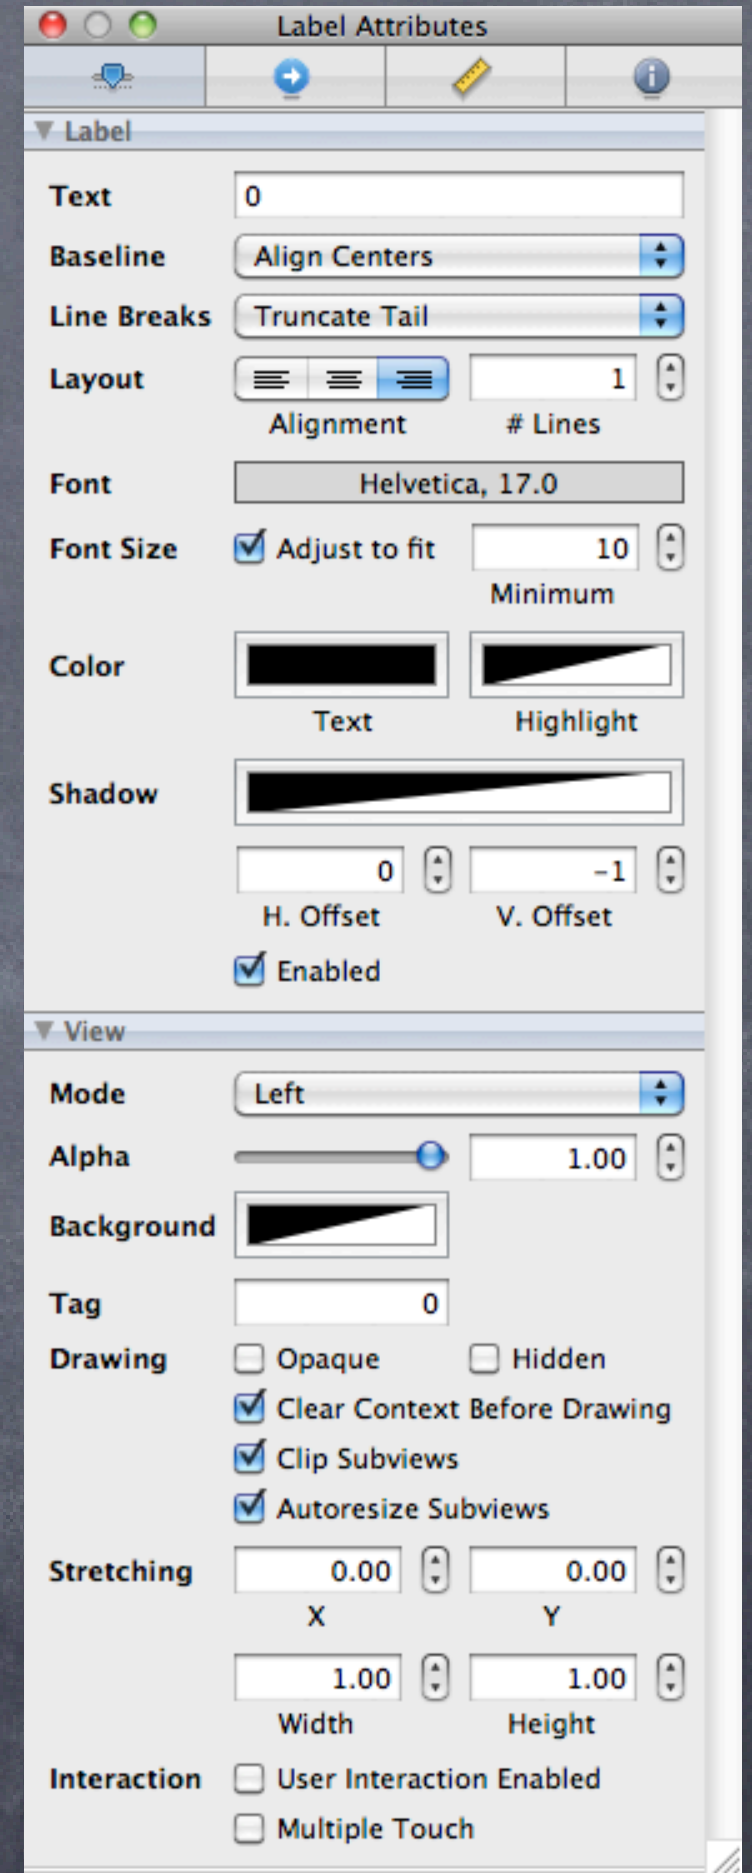 Label Attributes
Label
Text 0
Baseline Align Centers
Line Breaks Truncate Tail
Layout 1
Alignment # Lines
Font Helvetica, 17.0
Font Size Adjust to fit 10
Minimum
Color
Text Highlight
Shadow
0 -1
H. Offset V. Offset
Enabled
View
Mode Left
Alpha 1.00
Background
Tag 0
Drawing Opaque Hidden
Clear Context Before Drawing
Clip Subviews
Autoresize Subviews
Stretching 0.00 0.00
X Y
1.00 1.00
Width Height
Interaction User Interaction Enabled
Multiple Touch